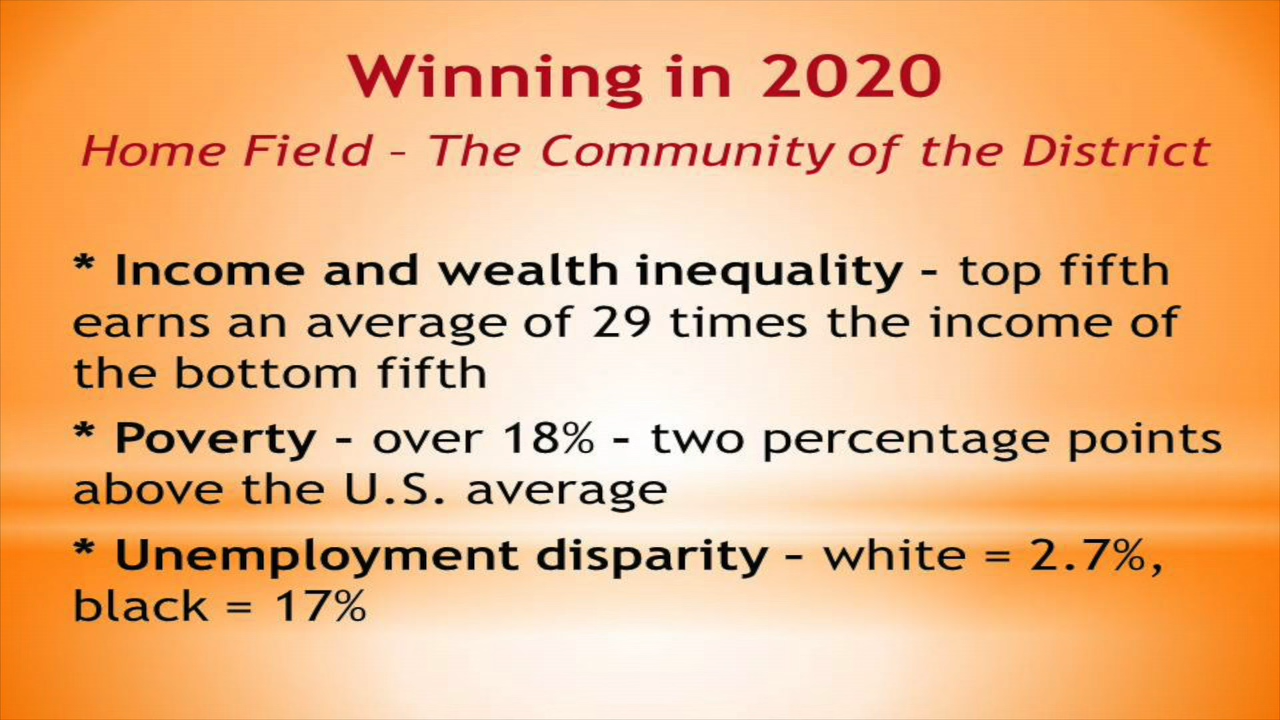 Winning in 2020
Home Field – The Community of the District
* Income and wealth inequality – top fifth
earns an average of 29 times the income of
the bottom fifth
* Poverty – over 18% – two percentage points
above the U.S. average
* Unemployment disparity – white = 2.7%,
black = 17%